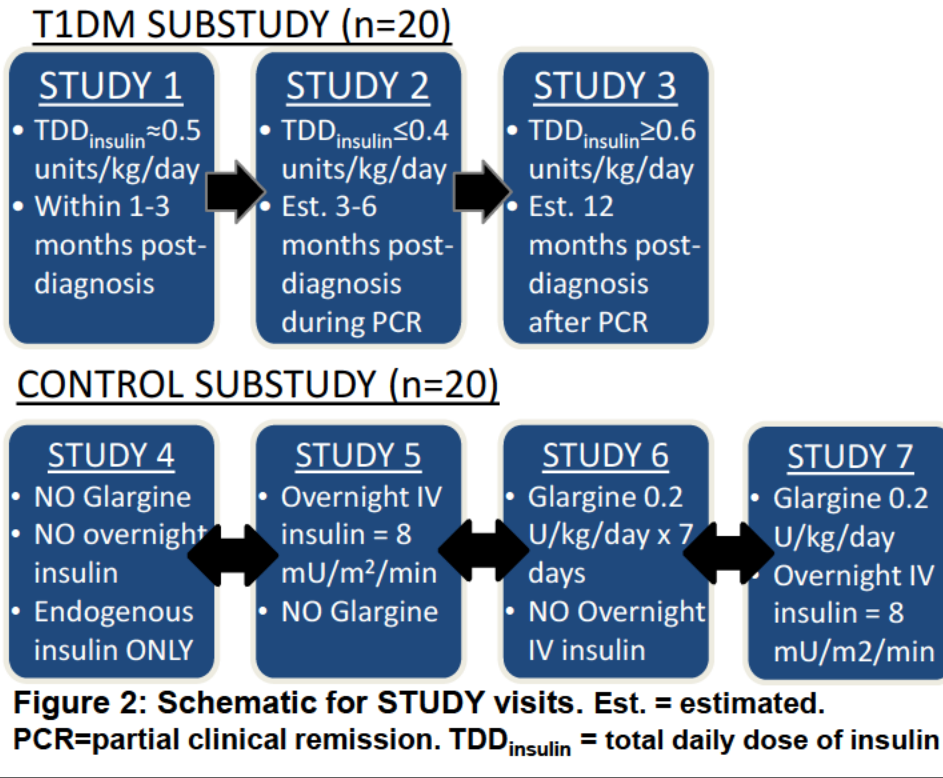 T1DM SUBSTUDY (n=20)
STUDY 1
• TDDinsulin≈0.5
units/kg/day
• Within 1-3
months post-
diagnosis
STUDY 2
• TDDinsulin≤0.4
units/kg/day
• Est. 3-6
months post-
diagnosis
during PCR
STUDY 3
• TDDinsulin≥0.6
units/kg/day
• Est. 12
months post-
diagnosis
after PCR
CONTROL SUBSTUDY (n=20)
STUDY 4
• NO Glargine
• NO overnight
insulin
• Endogenous
insulin ONLY
STUDY 5
• Overnight IV
insulin = 8
mU/m²/min
• NO Glargine
STUDY 6
• Glargine 0.2
U/kg/day x 7
days
• NO Overnight
IV insulin
STUDY 7
• Glargine 0.2
U/kg/day
• Overnight IV
insulin = 8
mU/m2/min
Figure 2: Schematic for STUDY visits. Est. = estimated.
PCR=partial clinical remission. TDDinsulin = total daily dose of insulin